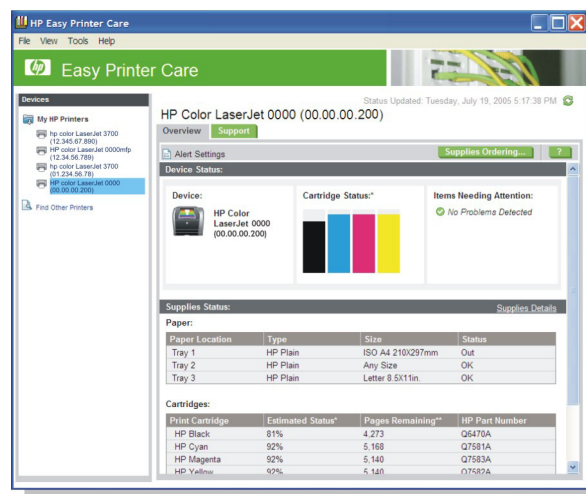 HP Easy Printer Care
File View Tools Help
hp Easy Printer Care
Devices
My HP Printers
hp color LaserJet 3700
(12.345.67.890)
HP color LaserJet 0000mfp
(12.34.56.789)
hp color LaserJet 3700
(01.234.56.78)
HP color LaserJet 0000
(00.00.00.200)
Find Other Printers
Status Updated: Tuesday, July 19, 2005 5:17:38 PM
HP Color LaserJet 0000 (00.00.00.200)
Overview Support
Alert Settings Supplies Ordering... ?
Device Status:
Device: Cartridge Status:* Items Needing Attention:
HP Color
LaserJet 0000
(00.00.00.200)
No Problems Detected
Supplies Status: Supplies Details
Paper:
Paper Location Type Size Status
Tray 1 HP Plain ISO A4 210X297mm Out
Tray 2 HP Plain Any Size OK
Tray 3 HP Plain Letter 8.5X11in. OK
Cartridges:
Print Cartridge Estimated Status* Pages Remaining** HP Part Number
HP Black 81% 4,273 Q6470A
HP Cyan 92% 5,168 Q7581A
HP Magenta 92% 5,140 Q7583A
HP Yellow 92% 5,140 Q7582A